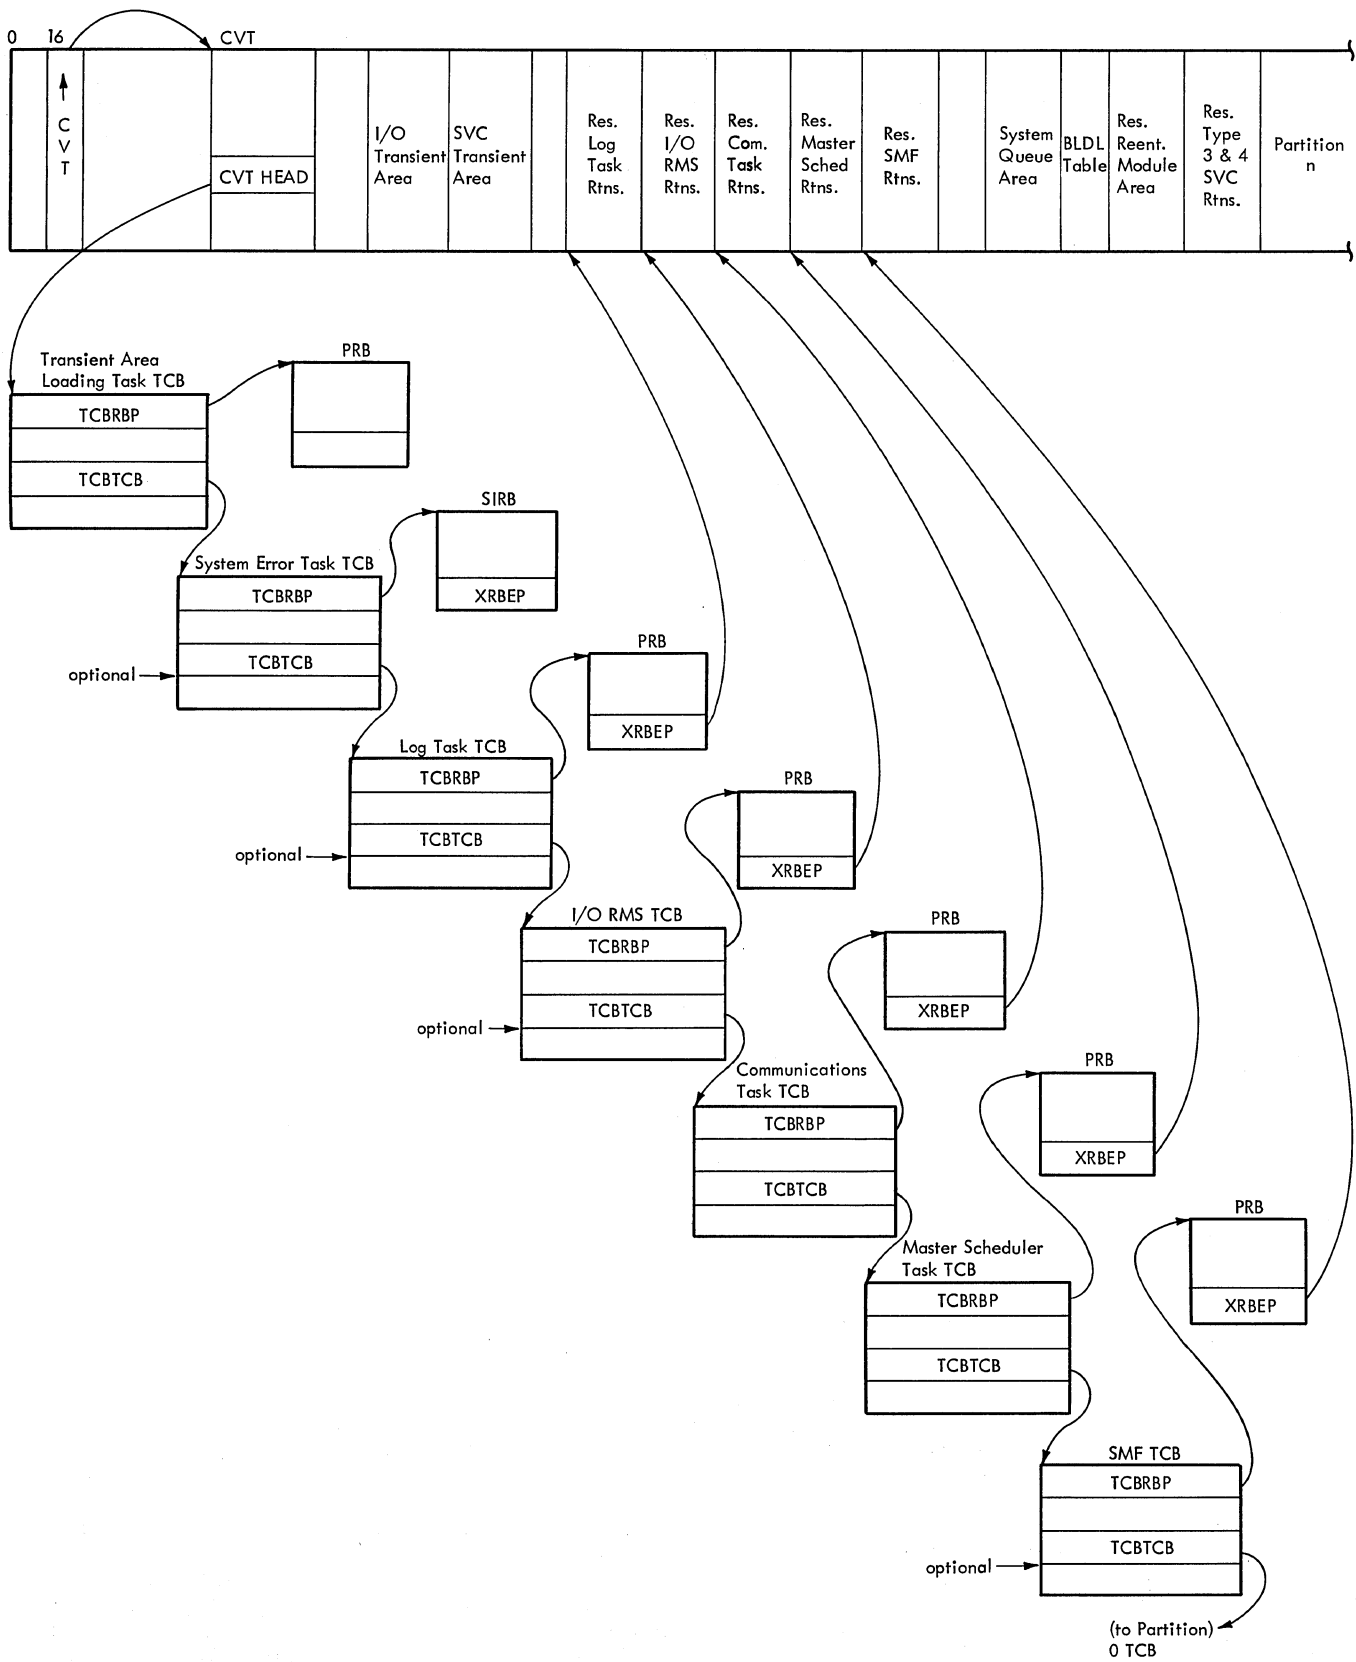 0
16
CVT
C
V
T
CVT HEAD
I/O
Transient
Area
SVC
Transient
Area
Res.
Log
Task
Rtns.
Res.
I/O
RMS
Rtns.
Res.
Com.
Task
Rtns.
Res.
Master
Sched
Rtns.
Res.
SMF
Rtns.
System
Queue
Area
BLDL
Table
Res.
Reent.
Module
Area
Res.
Type
3 & 4
SVC
Rtns.
Partition
n
Transient Area
Loading Task TCB
TCBRBP
TCBTCB
PRB
System Error Task TCB
TCBRBP
TCBTCB
optional
SIRB
XRBEP
Log Task TCB
TCBRBP
TCBTCB
optional
PRB
XRBEP
I/O RMS TCB
TCBRBP
TCBTCB
optional
PRB
XRBEP
Communications
Task TCB
TCBRBP
TCBTCB
PRB
XRBEP
Master Scheduler
Task TCB
TCBRBP
TCBTCB
PRB
XRBEP
SMF TCB
TCBRBP
TCBTCB
optional
PRB
XRBEP
(to Partition)
0 TCB